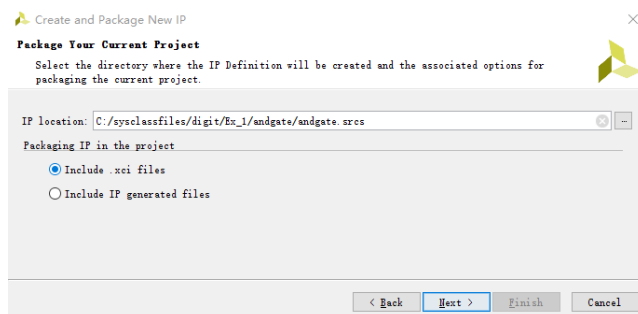 Create and Package New IP
Package Your Current Project
Select the directory where the IP Definition will be created and the associated options for
packaging the current project.
IP location: C:/sysclassfiles/digit/Ex_1/andgate/andgate.srcs
Packaging IP in the project
Include .xci files
Include IP generated files
< Back Next > Finish Cancel